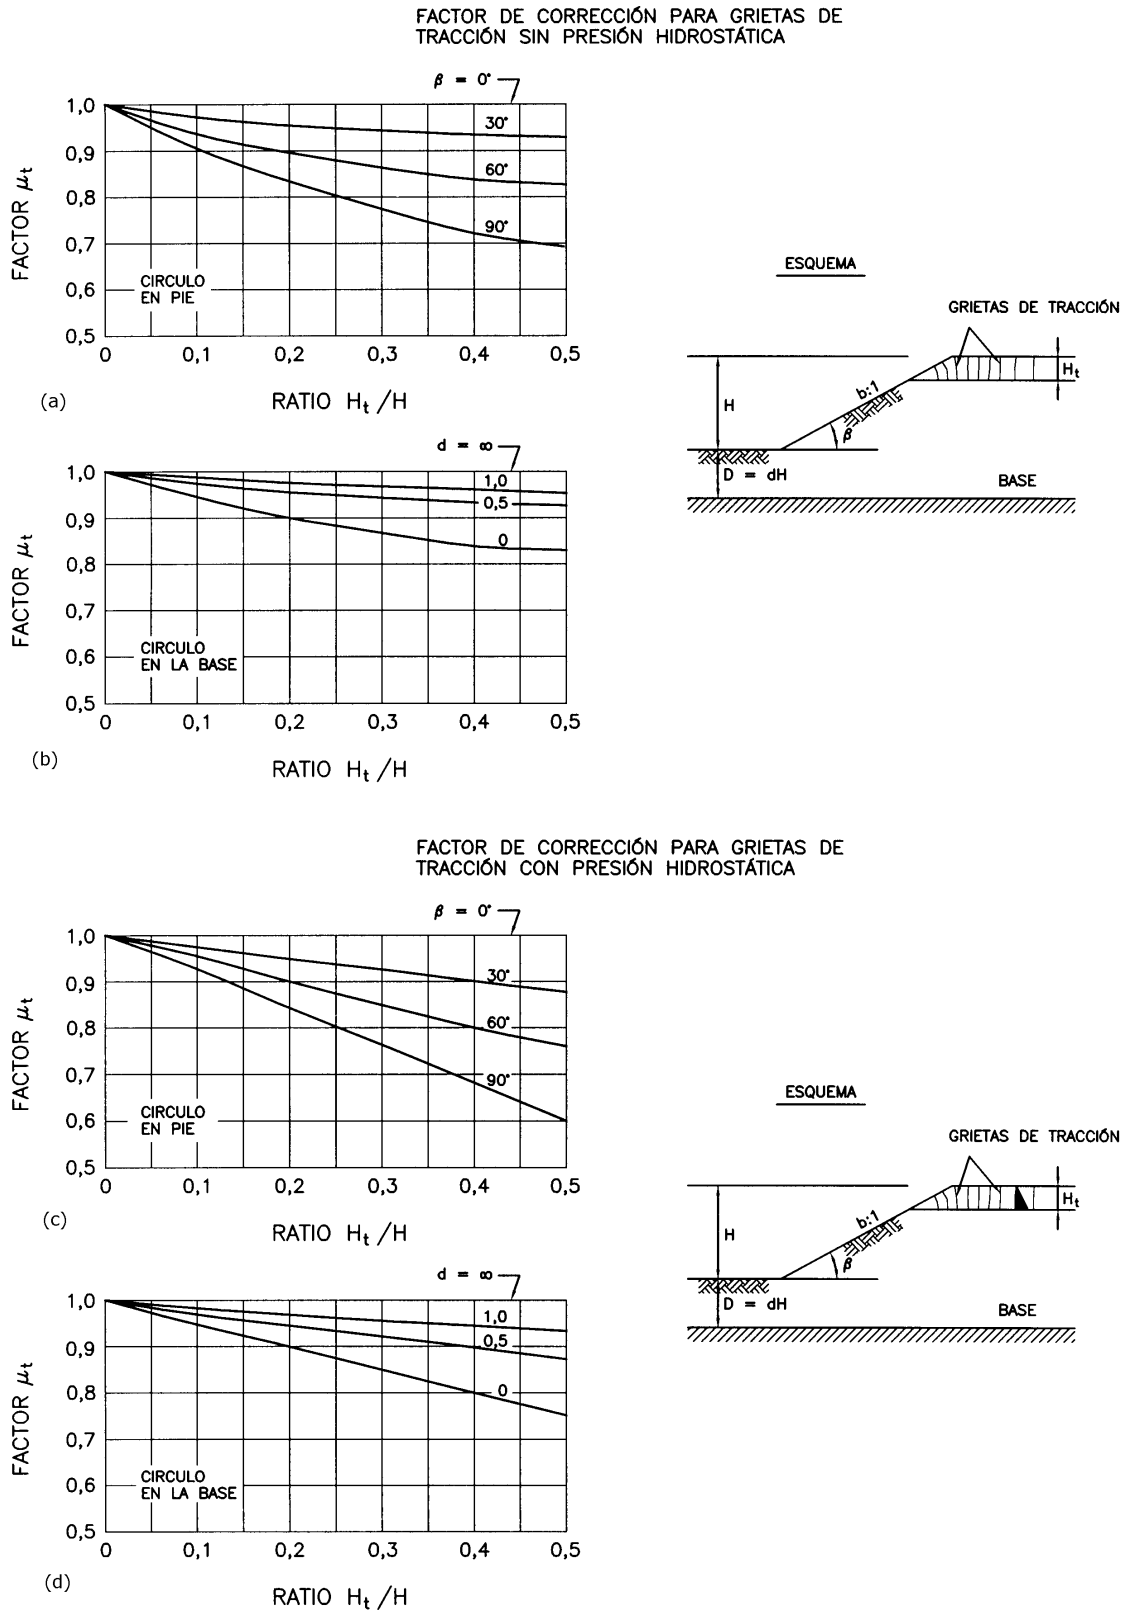 FACTOR DE CORRECCIÓN PARA GRIETAS DE
TRACCIÓN SIN PRESIÓN HIDROSTÁTICA
β = 0°
1,0
0,9
0,8
0,7
0,6
0,5
FACTOR μt
30°
60°
90°
CIRCULO
EN PIE
0 0,1 0,2 0,3 0,4 0,5
RATIO Ht/H
(a)
ESQUEMA
GRIETAS DE TRACCIÓN
Ht
H
b:1
β
D = dH
BASE
d = ∞
1,0
0,9
0,8
0,7
0,6
0,5
FACTOR μt
1,0
0,5
0
CIRCULO
EN LA BASE
0 0,1 0,2 0,3 0,4 0,5
RATIO Ht/H
(b)
FACTOR DE CORRECCIÓN PARA GRIETAS DE
TRACCIÓN CON PRESIÓN HIDROSTÁTICA
β = 0°
1,0
0,9
0,8
0,7
0,6
0,5
FACTOR μt
30°
60°
90°
CIRCULO
EN PIE
0 0,1 0,2 0,3 0,4 0,5
RATIO Ht/H
(c)
ESQUEMA
GRIETAS DE TRACCIÓN
Ht
H
b:1
β
D = dH
BASE
d = ∞
1,0
0,9
0,8
0,7
0,6
0,5
FACTOR μt
1,0
0,5
0
CIRCULO
EN LA BASE
0 0,1 0,2 0,3 0,4 0,5
RATIO Ht/H
(d)